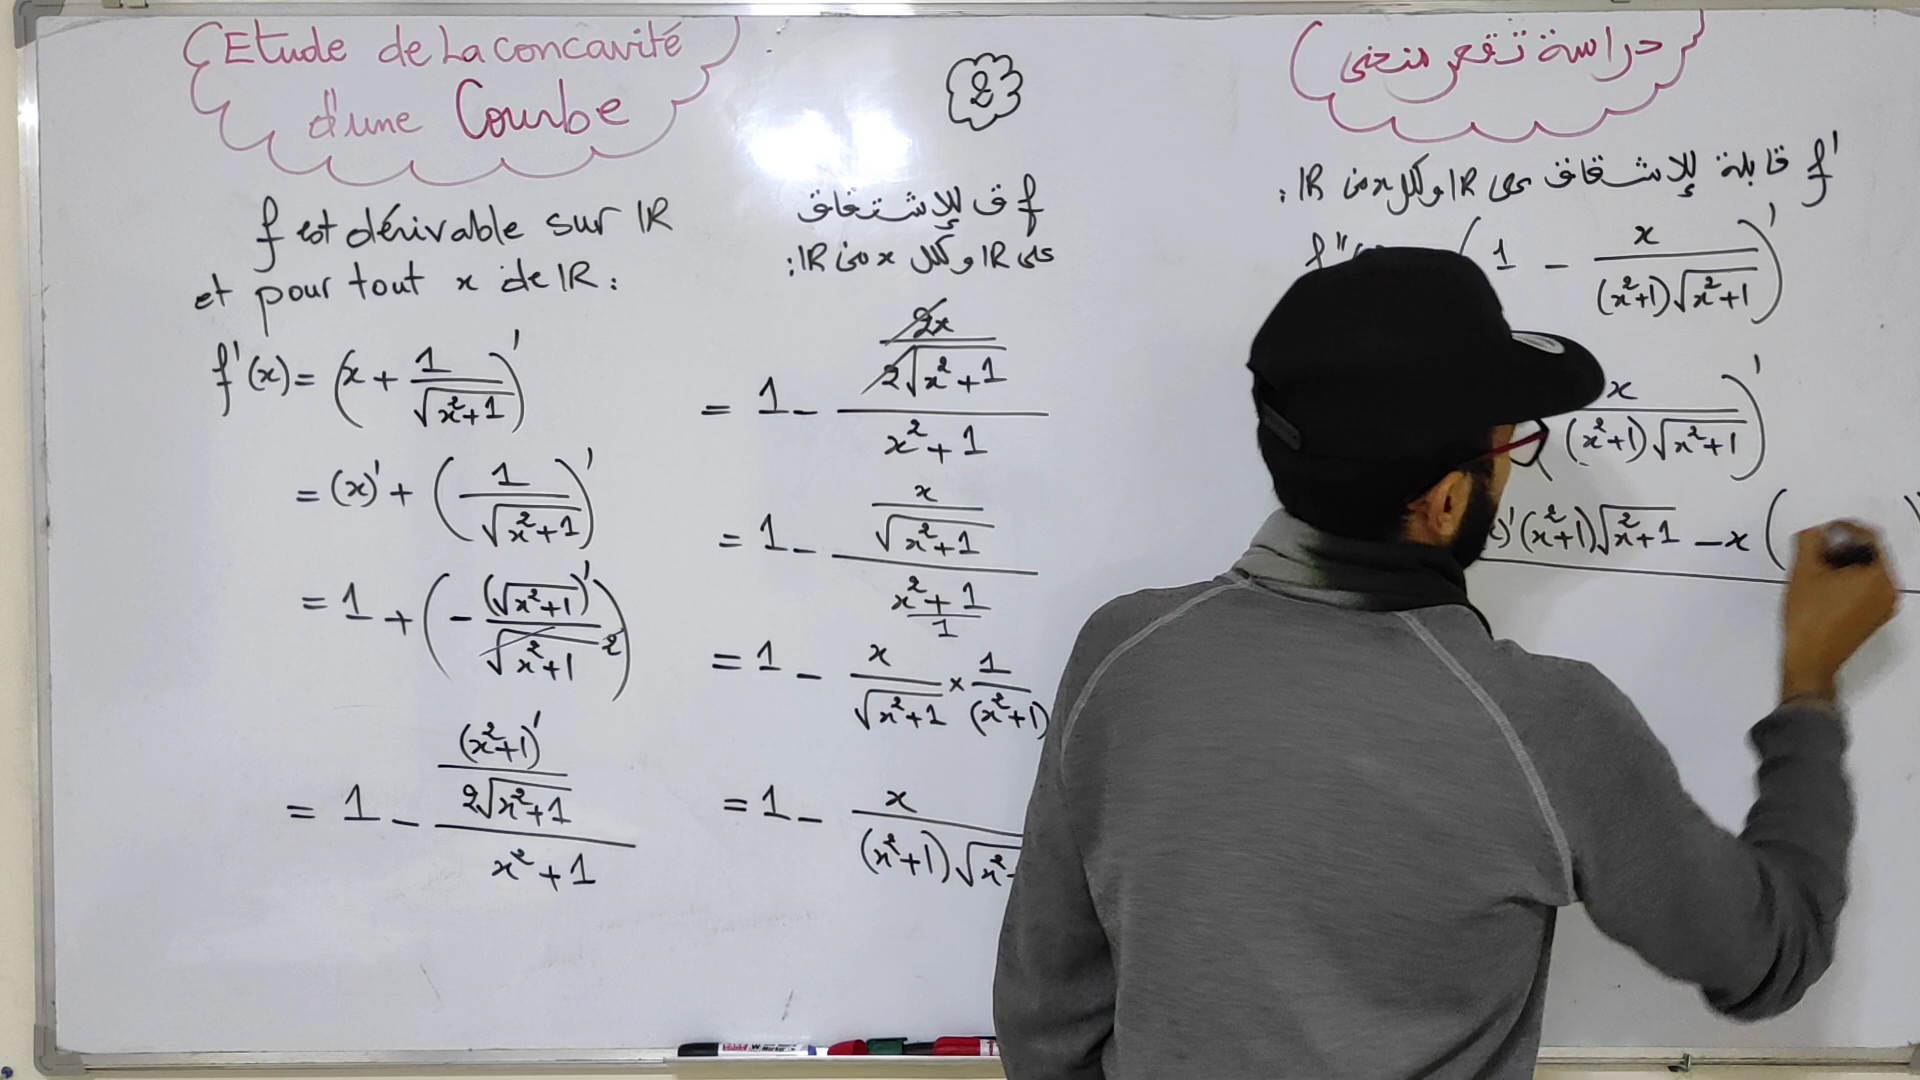 Etude de La concavité
d'une Courbe
2
دراسة تقعر منحنى
f est dérivable sur IR
et pour tout x de IR :
f'(x) = (x + 1/√(x²+1))'
= (x)' + (1/√(x²+1))'
= 1 + (- (√(x²+1))'/√(x²+1)²)
= 1 - ((x²+1)'/2√(x²+1))/(x²+1)
f ق للإشتقاق
على IR و لكل x من IR :
= 1 - (2x/2√(x²+1))/(x²+1)
= 1 - (x/√(x²+1))/((x²+1)/1)
= 1 - x/√(x²+1) × 1/(x²+1)
= 1 - x/(x²+1)√x²
f' قابلة للإشتقاق على IR و لكل x من IR :
f'' (1 - x/(x²+1)√(x²+1))'
(x/(x²+1)√(x²+1))'
)'(x²+1)√(x²+1) - x (